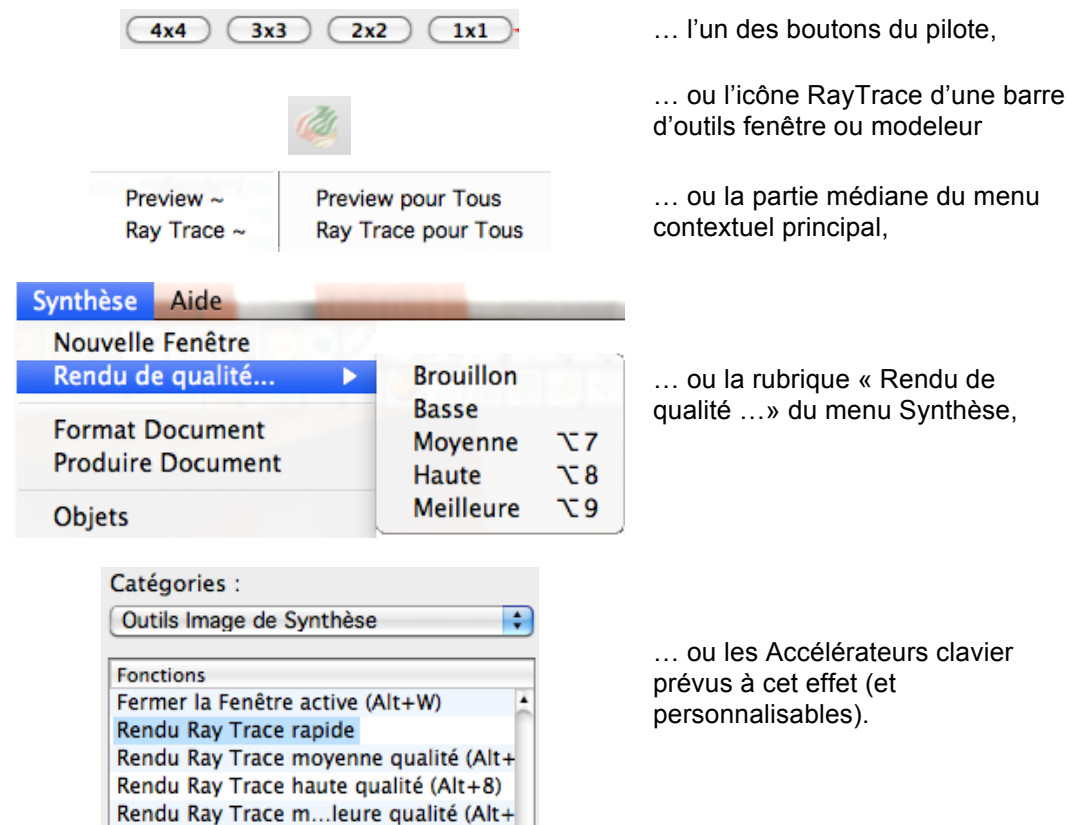 4x4 3x3 2x2 1x1
… l’un des boutons du pilote,
… ou l’icône RayTrace d’une barre
d’outils fenêtre ou modeleur
Preview ~ Preview pour Tous
Ray Trace ~ Ray Trace pour Tous
… ou la partie médiane du menu
contextuel principal,
Synthèse Aide
Nouvelle Fenêtre
Rendu de qualité...
Format Document
Produire Document
Objets
Brouillon
Basse
Moyenne ⌥7
Haute ⌥8
Meilleure ⌥9
… ou la rubrique « Rendu de
qualité …» du menu Synthèse,
Catégories :
Outils Image de Synthèse
Fonctions
Fermer la Fenêtre active (Alt+W)
Rendu Ray Trace rapide
Rendu Ray Trace moyenne qualité (Alt+
Rendu Ray Trace haute qualité (Alt+8)
Rendu Ray Trace m...leure qualité (Alt+
… ou les Accélérateurs clavier
prévus à cet effet (et
personnalisables).